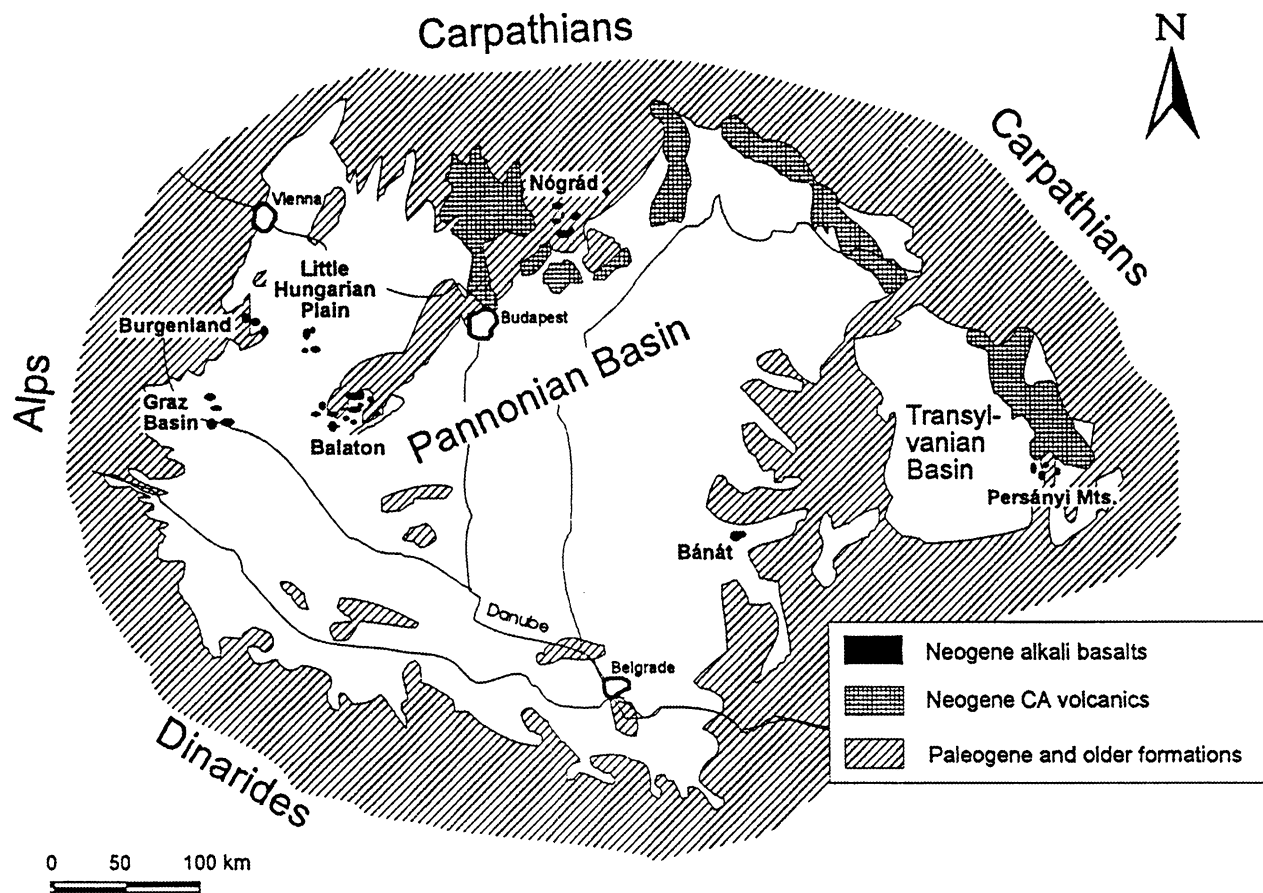 Carpathians
N
Carpathians
Nógrád
Vienna
Little
Hungarian
Plain
Burgenland
Budapest
Alps
Pannonian Basin
Graz
Basin
Balaton
Transyl-
vanian
Basin
Persányi Mts.
Bánát
Danube
Belgrade
Dinarides
Neogene alkali basalts
Neogene CA volcanics
Paleogene and older formations
0 50 100 km